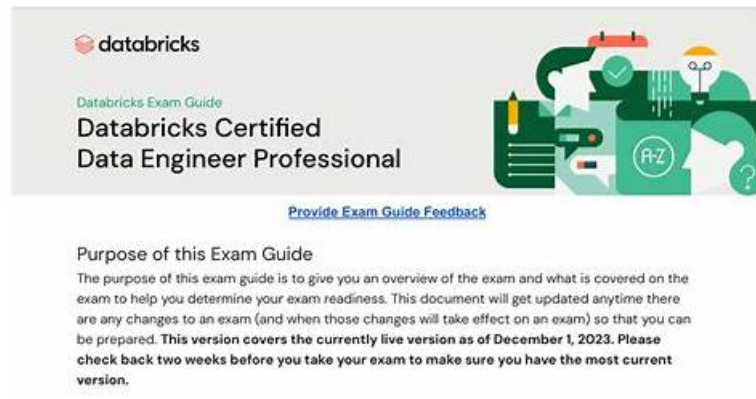 databricks
Databricks Exam Guide
Databricks Certified
Data Engineer Professional
A-Z
?
Provide Exam Guide Feedback
Purpose of this Exam Guide
The purpose of this exam guide is to give you an overview of the exam and what is covered on the
exam to help you determine your exam readiness. This document will get updated anytime there
are any changes to an exam (and when those changes will take effect on an exam) so that you can
be prepared. This version covers the currently live version as of December 1, 2023. Please
check back two weeks before you take your exam to make sure you have the most current
version.